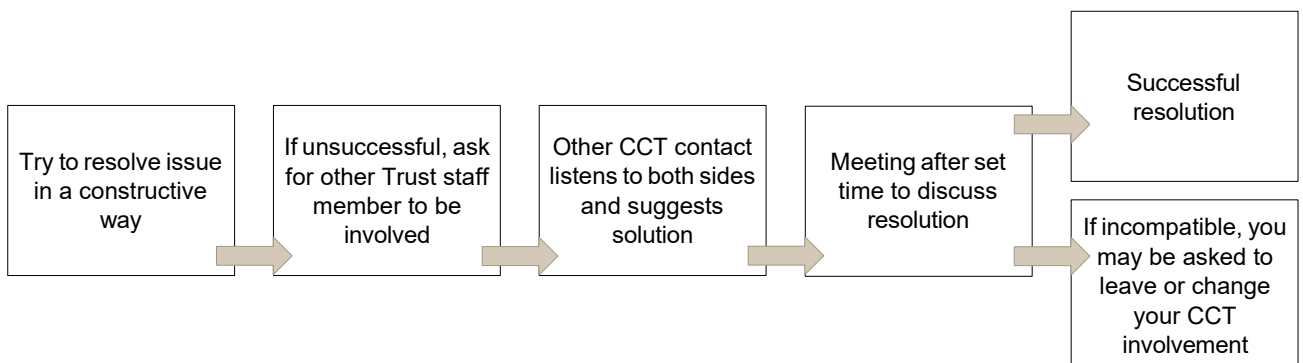 Try to resolve issue
in a constructive
way
If unsuccessful, ask
for other Trust staff
member to be
involved
Other CCT contact
listens to both sides
and suggests
solution
Meeting after set
time to discuss
resolution
Successful
resolution
If incompatible, you
may be asked to
leave or change
your CCT
involvement